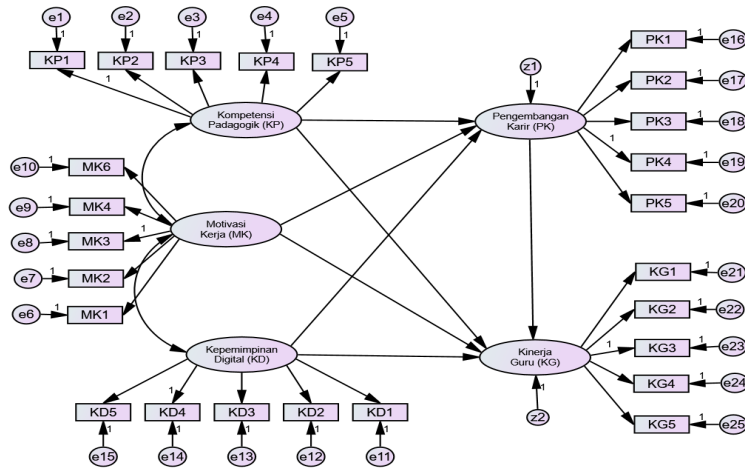 e1
e2
e3
e4
e5
1
1
1
1
1
KP1
KP2
KP3
KP4
KP5
1
Kompetensi
Padagogik (KP)
e10
1
MK6
e9
1
MK4
e8
1
MK3
1
e7
1
MK2
e6
1
MK1
Motivasi
Kerja (MK)
Kepemimpinan
Digital (KD)
1
KD5
KD4
KD3
KD2
KD1
1
1
1
1
1
e15
e14
e13
e12
e11
z1
1
Pengembangan
Karir (PK)
PK1
1
e16
PK2
1
e17
PK3
1
e18
1
PK4
1
e19
PK5
1
e20
Kinerja
Guru (KG)
1
z2
KG1
1
e21
KG2
1
e22
1
KG3
1
e23
KG4
1
e24
KG5
1
e25